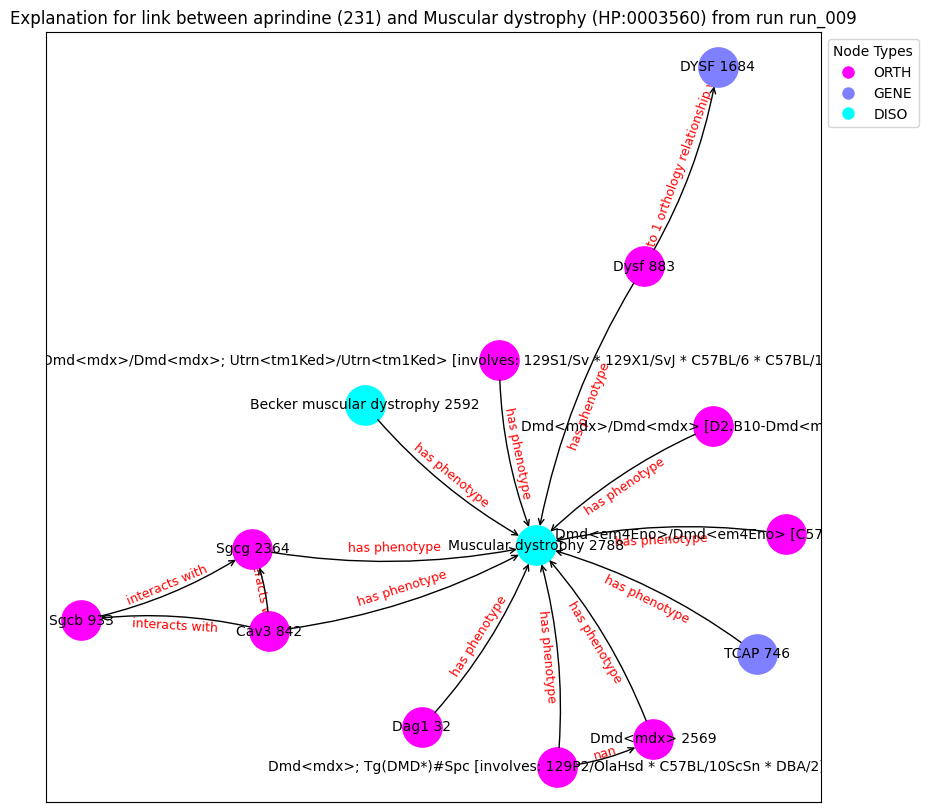 Explanation for link between aprindine (231) and Muscular dystrophy (HP:0003560) from run run_009
Node Types
ORTH
GENE
DISO
DYSF 1684
to 1 orthology relationship
Dysf 883
Dmd<mdx>/Dmd<mdx>; Utrn<tm1Ked>/Utrn<tm1Ked> [involves: 129S1/Sv * 129X1/SvJ * C57BL/6 * C57BL/1
has phenotype
Becker muscular dystrophy 2592
Dmd<mdx>/Dmd<mdx> [D2.B10-Dmd<m
has phenotype
has phenotype
has phenotype
has phenotype
Dmd<em4Eno>/Dmd<em4Eno> [C57
Muscular dystrophy 2788
has phenotype
Sgcg 2364
has phenotype
interacts with
has phenotype
has phenotype
Sgcb 933
interacts with
Cav3 842
has phenotype
has phenotype
has phenotype
TCAP 746
Dag1 32
Dmd<mdx> 2569
nan
Dmd<mdx>; Tg(DMD*)#Spc [involves: 129P2/OlaHsd * C57BL/10ScSn * DBA/2]